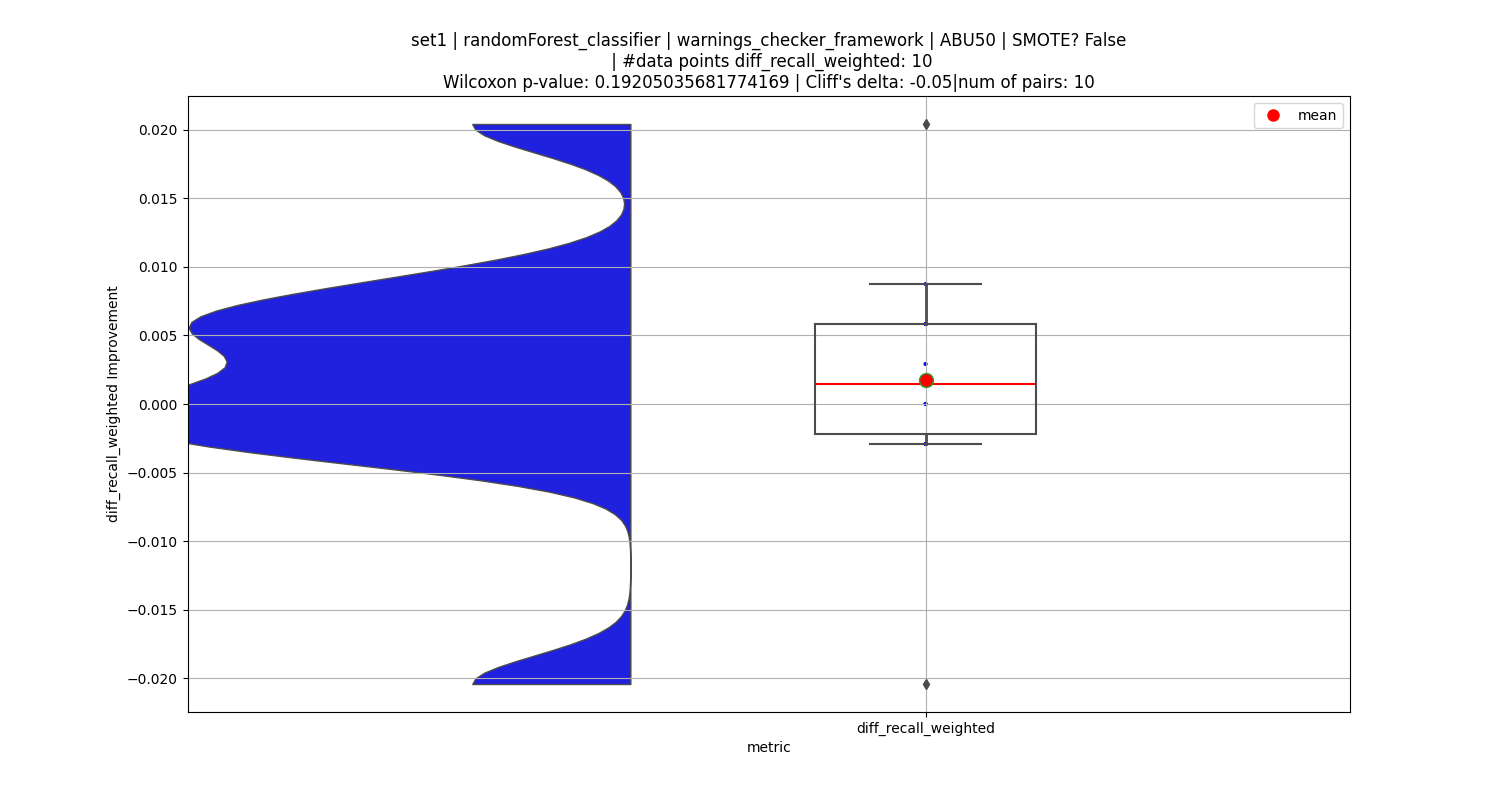 set1 | randomForest_classifier | warnings_checker_framework | ABU50 | SMOTE? False
| #data points diff_recall_weighted: 10
Wilcoxon p-value: 0.19205035681774169 | Cliff's delta: -0.05|num of pairs: 10
mean
0.020
0.015
0.010
0.005
0.000
−0.005
−0.010
−0.015
−0.020
diff_recall_weighted Improvement
diff_recall_weighted
metric